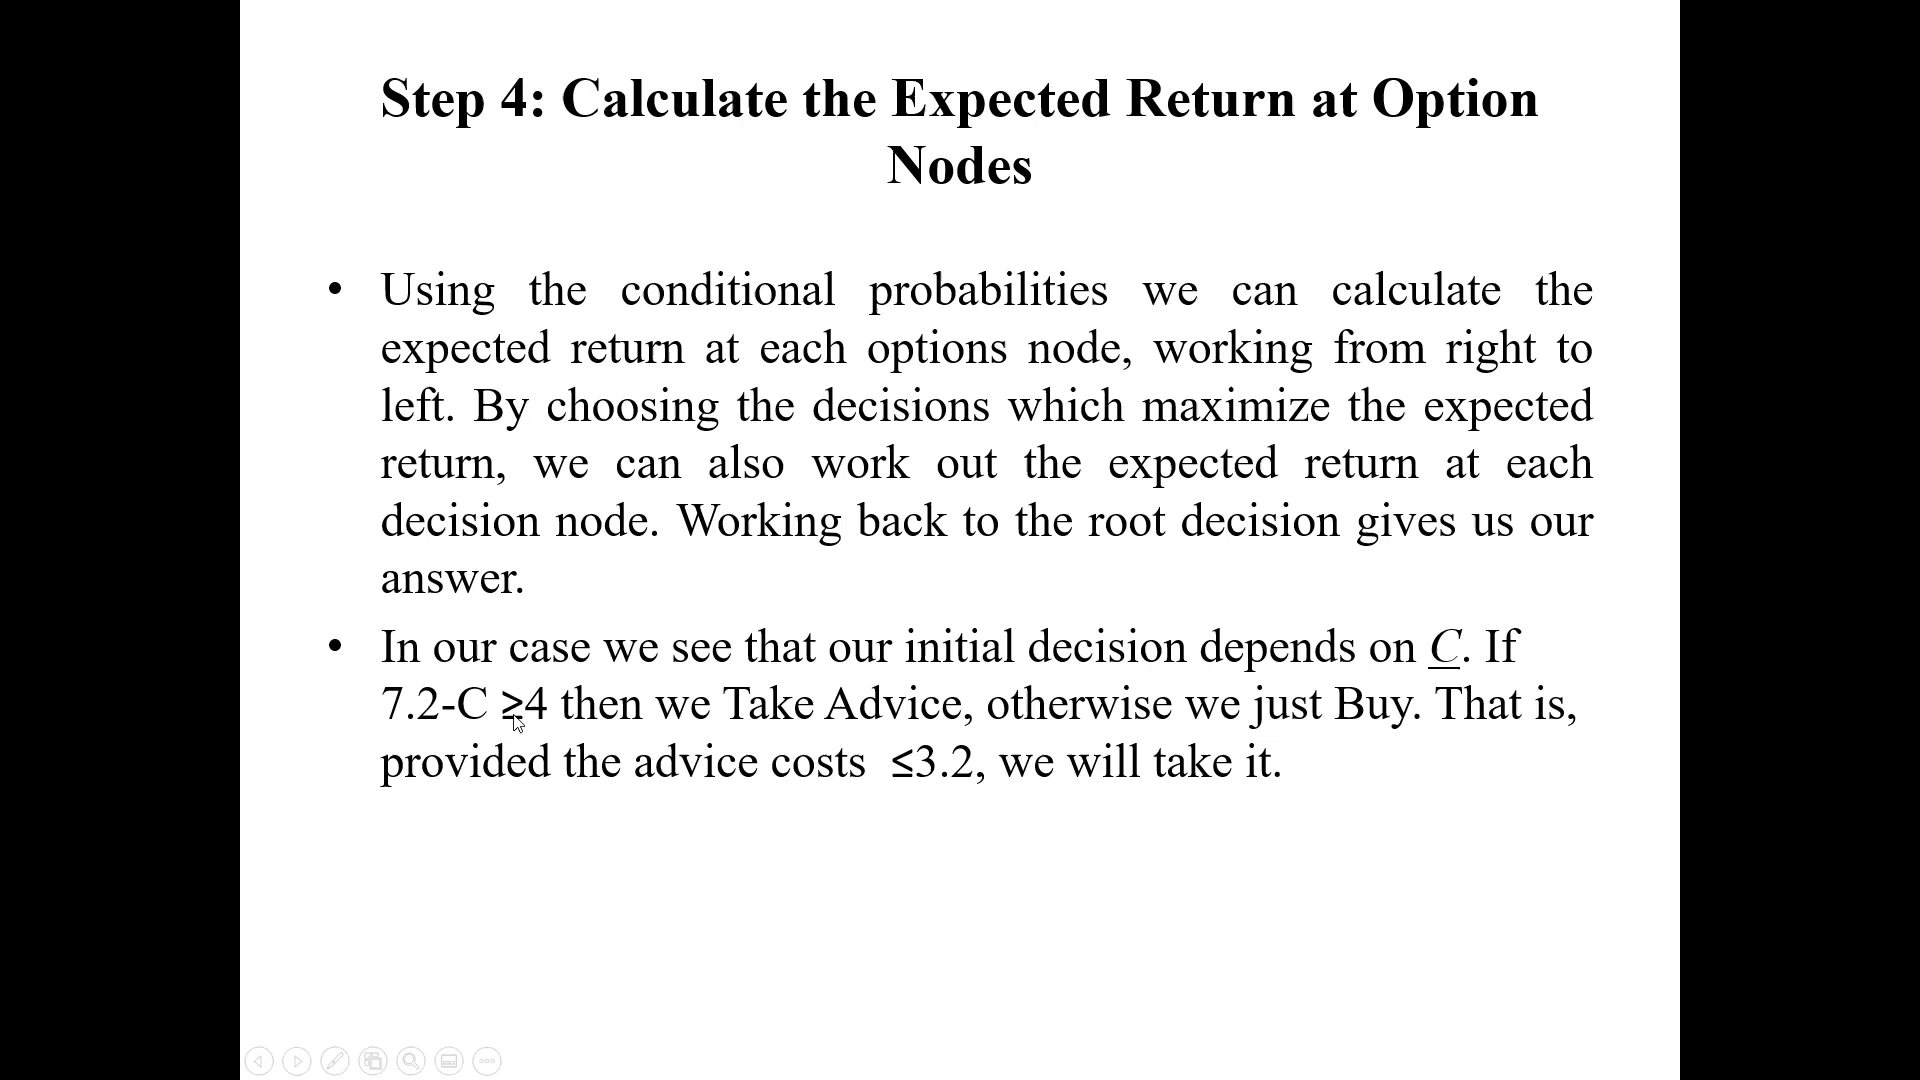 Step 4: Calculate the Expected Return at Option
Nodes
• Using the conditional probabilities we can calculate the
expected return at each options node, working from right to
left. By choosing the decisions which maximize the expected
return, we can also work out the expected return at each
decision node. Working back to the root decision gives us our
answer.
• In our case we see that our initial decision depends on C. If
7.2-C ≥4 then we Take Advice, otherwise we just Buy. That is,
provided the advice costs ≤3.2, we will take it.